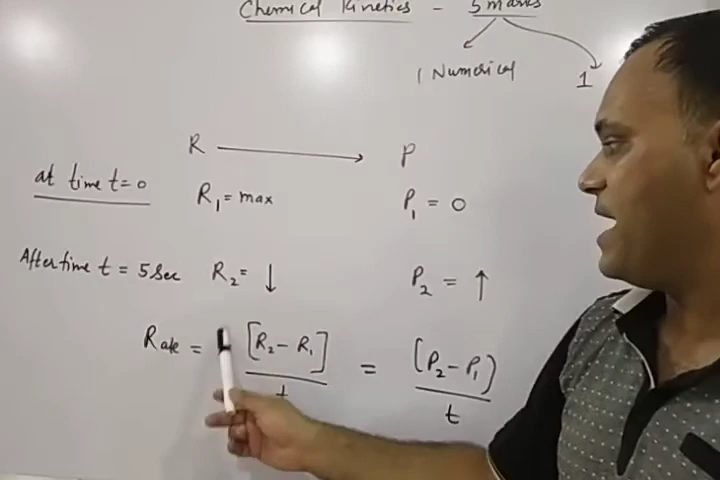 Chemical Kinetics - 5 marks
1 Numerical 1
R → P
at time t=0 R₁ = max P₁ = 0
After time t = 5 sec R₂ = ↓ P₂ = ↑
Rate = [R₂ - R₁] / t = [P₂ - P₁] / t